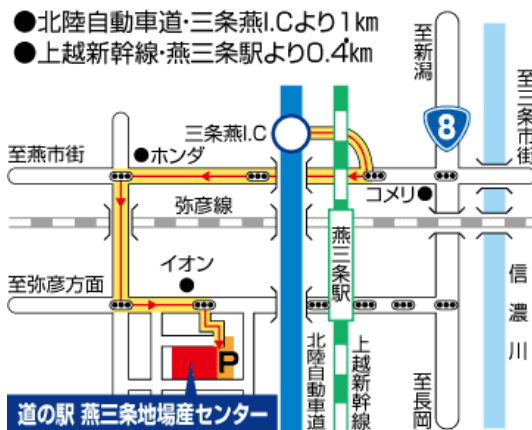 ●北陸自動車道・三条燕I.Cより1km
●上越新幹線・燕三条駅より0.4km
至新潟
至三条市街
8
三条燕I.C
至燕市街
●ホンダ
コメリ●
弥彦線
燕三条駅
イオン
至弥彦方面
信濃川
P
北陸自動車道
上越新幹線
至長岡
道の駅 燕三条地場産センター